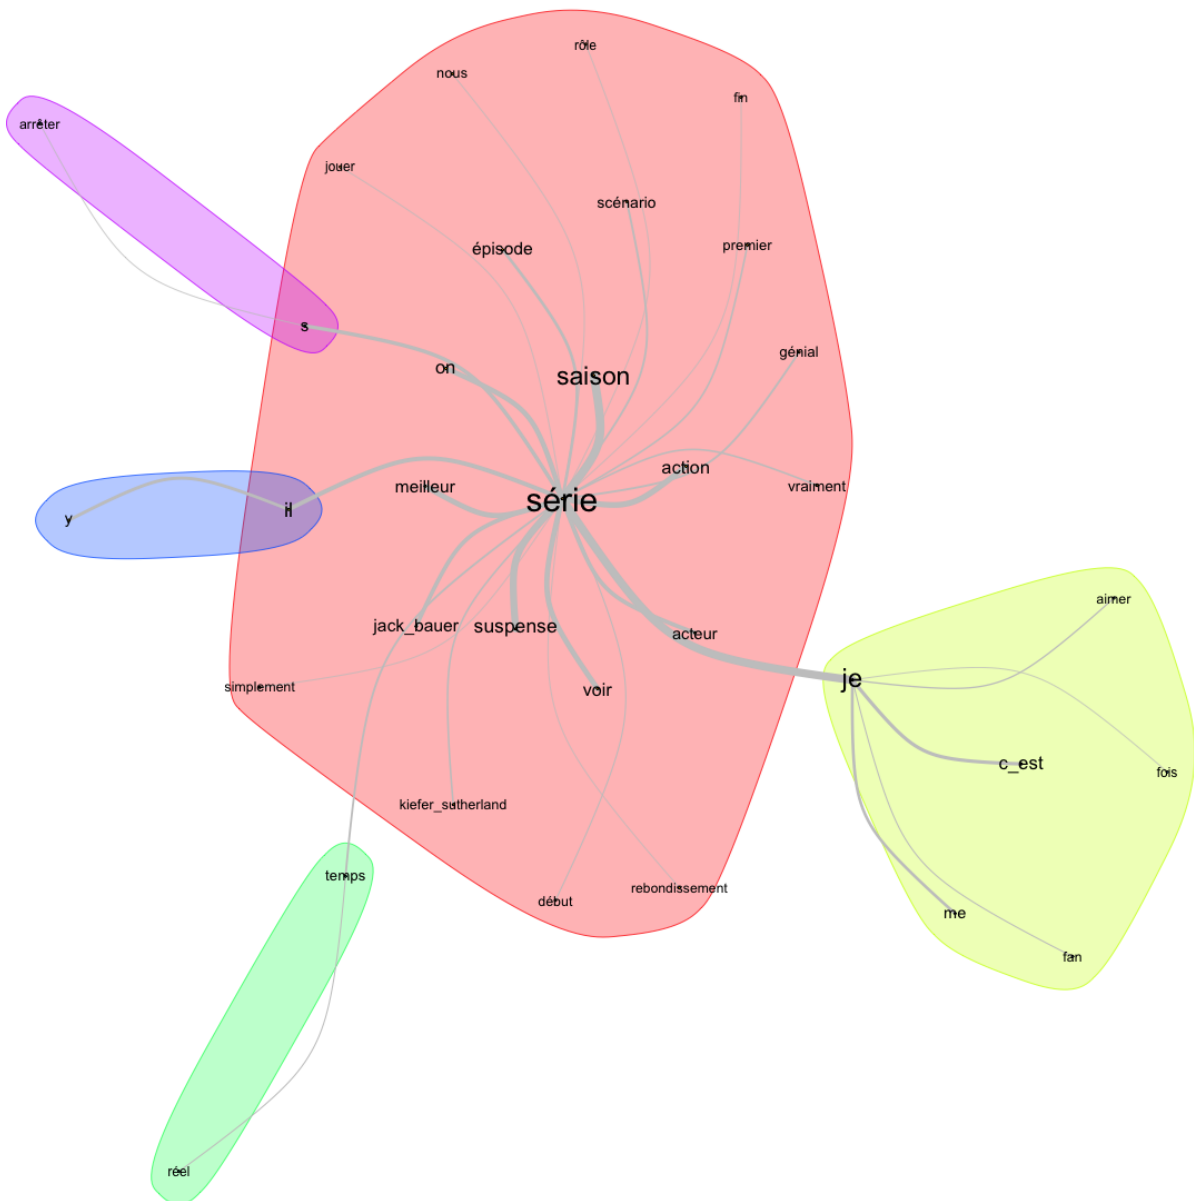 rôle
nous
fin
arrêter
jouer
scénario
premier
épisode
s
génial
on
saison
action
meilleur
vraiment
série
il
y
aimer
jack_bauer
suspense
acteur
je
simplement
voir
c_est
fois
kiefer_sutherland
temps
rebondissement
début
me
fan
réel